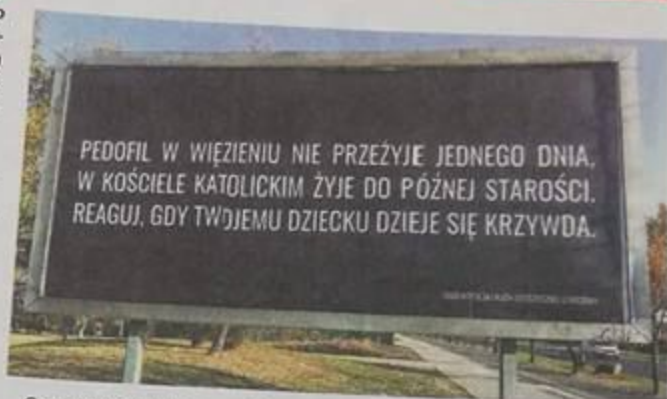 PEDOFIL W WIĘZIENIU NIE PRZEŻYJE JEDNEGO DNIA.
W KOŚCIELE KATOLICKIM ŻYJE DO PÓŹNEJ STAROŚCI.
REAGUJ, GDY TWOJEMU DZIECKU DZIEJE SIĘ KRZYWDA.